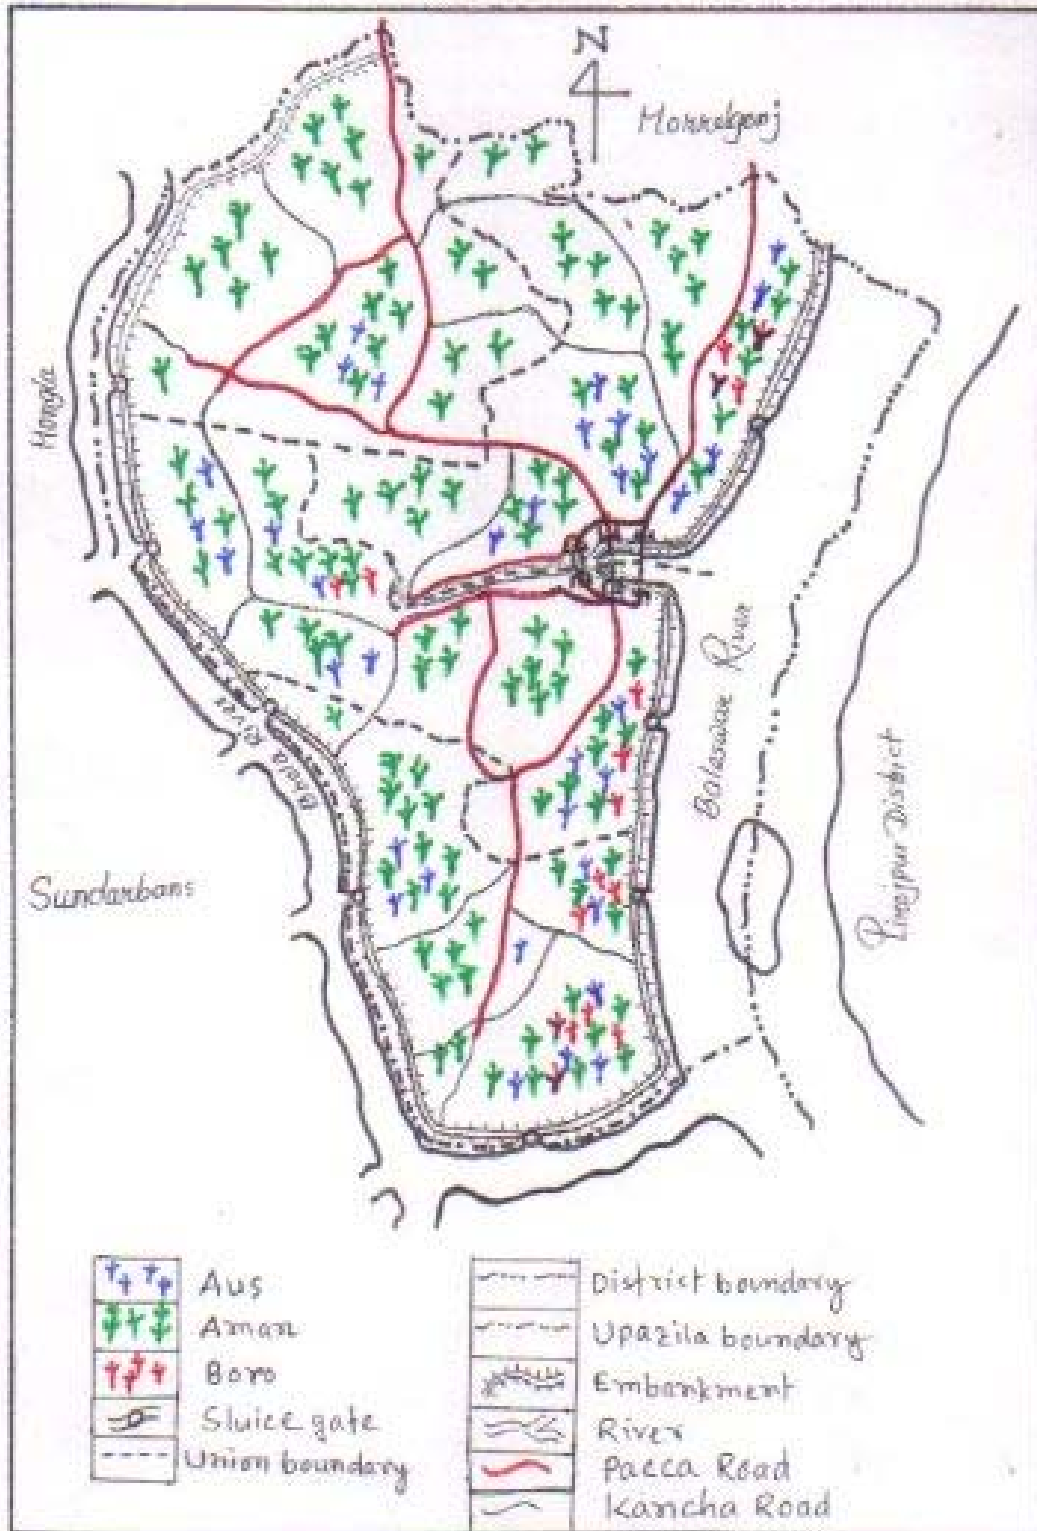 N
Morrelganj
Mongla
Bhola River
Baleswar River
Sundarbans
Pirojpur District
Aus
Aman
Boro
Sluice gate
Union boundary
District boundary
Upazila boundary
Embankment
River
Pacca Road
Kancha Road